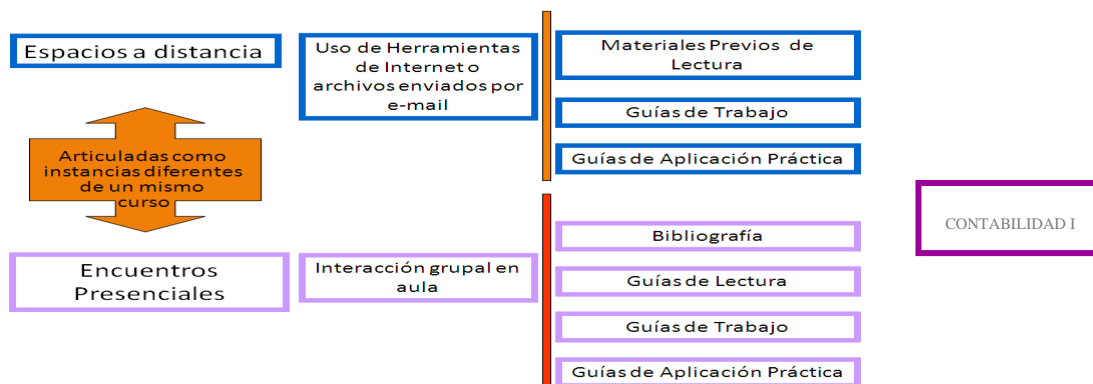 Espacios a distancia
Uso de Herramientas
de Internet o
archivos enviados por
e-mail
Materiales Previos de
Lectura
Guías de Trabajo
Guías de Aplicación Práctica
Articuladas como
instancias diferentes
de un mismo
curso
Encuentros
Presenciales
Interacción grupal en
aula
Bibliografía
Guías de Lectura
Guías de Trabajo
Guías de Aplicación Práctica
CONTABILIDAD I